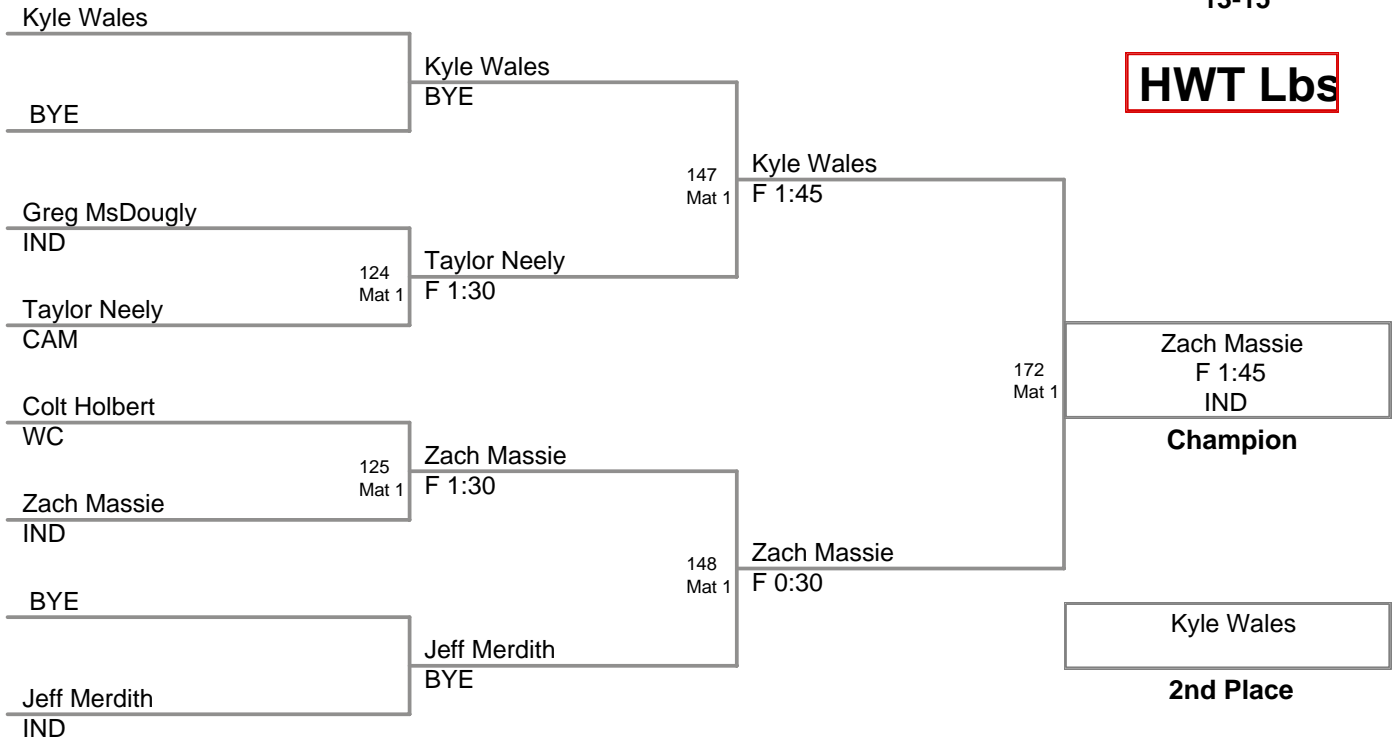 13-15
Kyle Wales
BYE
Kyle Wales
BYE
HWT Lbs
Greg MsDougly
IND
Taylor Neely
CAM
124
Mat 1
Taylor Neely
F 1:30
147
Mat 1
Kyle Wales
F 1:45
Colt Holbert
WC
Zach Massie
IND
125
Mat 1
Zach Massie
F 1:30
BYE
Jeff Merdith
IND
Jeff Merdith
BYE
148
Mat 1
Zach Massie
F 0:30
172
Mat 1
Zach Massie
F 1:45
IND
Champion
Kyle Wales
2nd Place